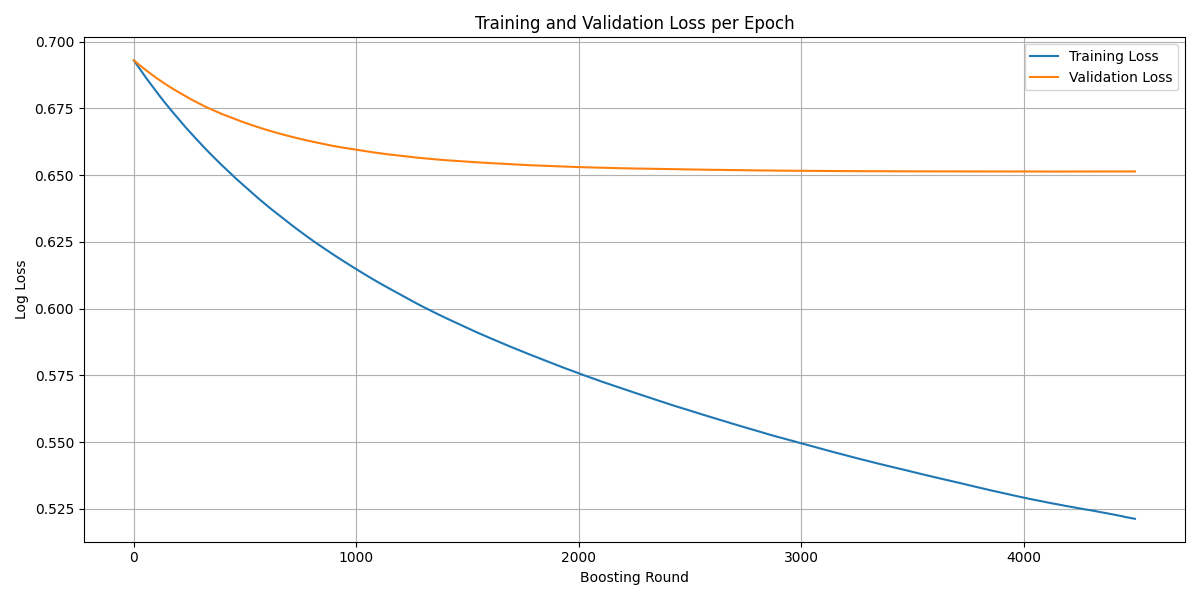 Training and Validation Loss per Epoch
Training Loss
Validation Loss
0.700
0.675
0.650
0.625
0.600
0.575
0.550
0.525
Log Loss
0
1000
2000
3000
4000
Boosting Round